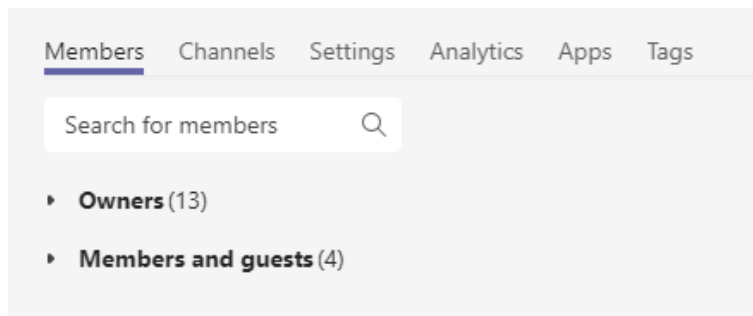 Members Channels Settings Analytics Apps Tags
Search for members
Owners (13)
Members and guests (4)